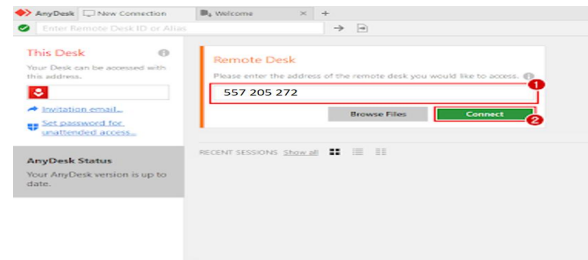 AnyDesk New Connection Welcome × +
Enter Remote Desk ID or Alias
This Desk
Your Desk can be accessed with
this address.
Invitation email...
Set password for
unattended access...
AnyDesk Status
Your AnyDesk version is up to
date.
Remote Desk
Please enter the address of the remote desk you would like to access.
1
557 205 272
Browse Files Connect
2
RECENT SESSIONS Show all